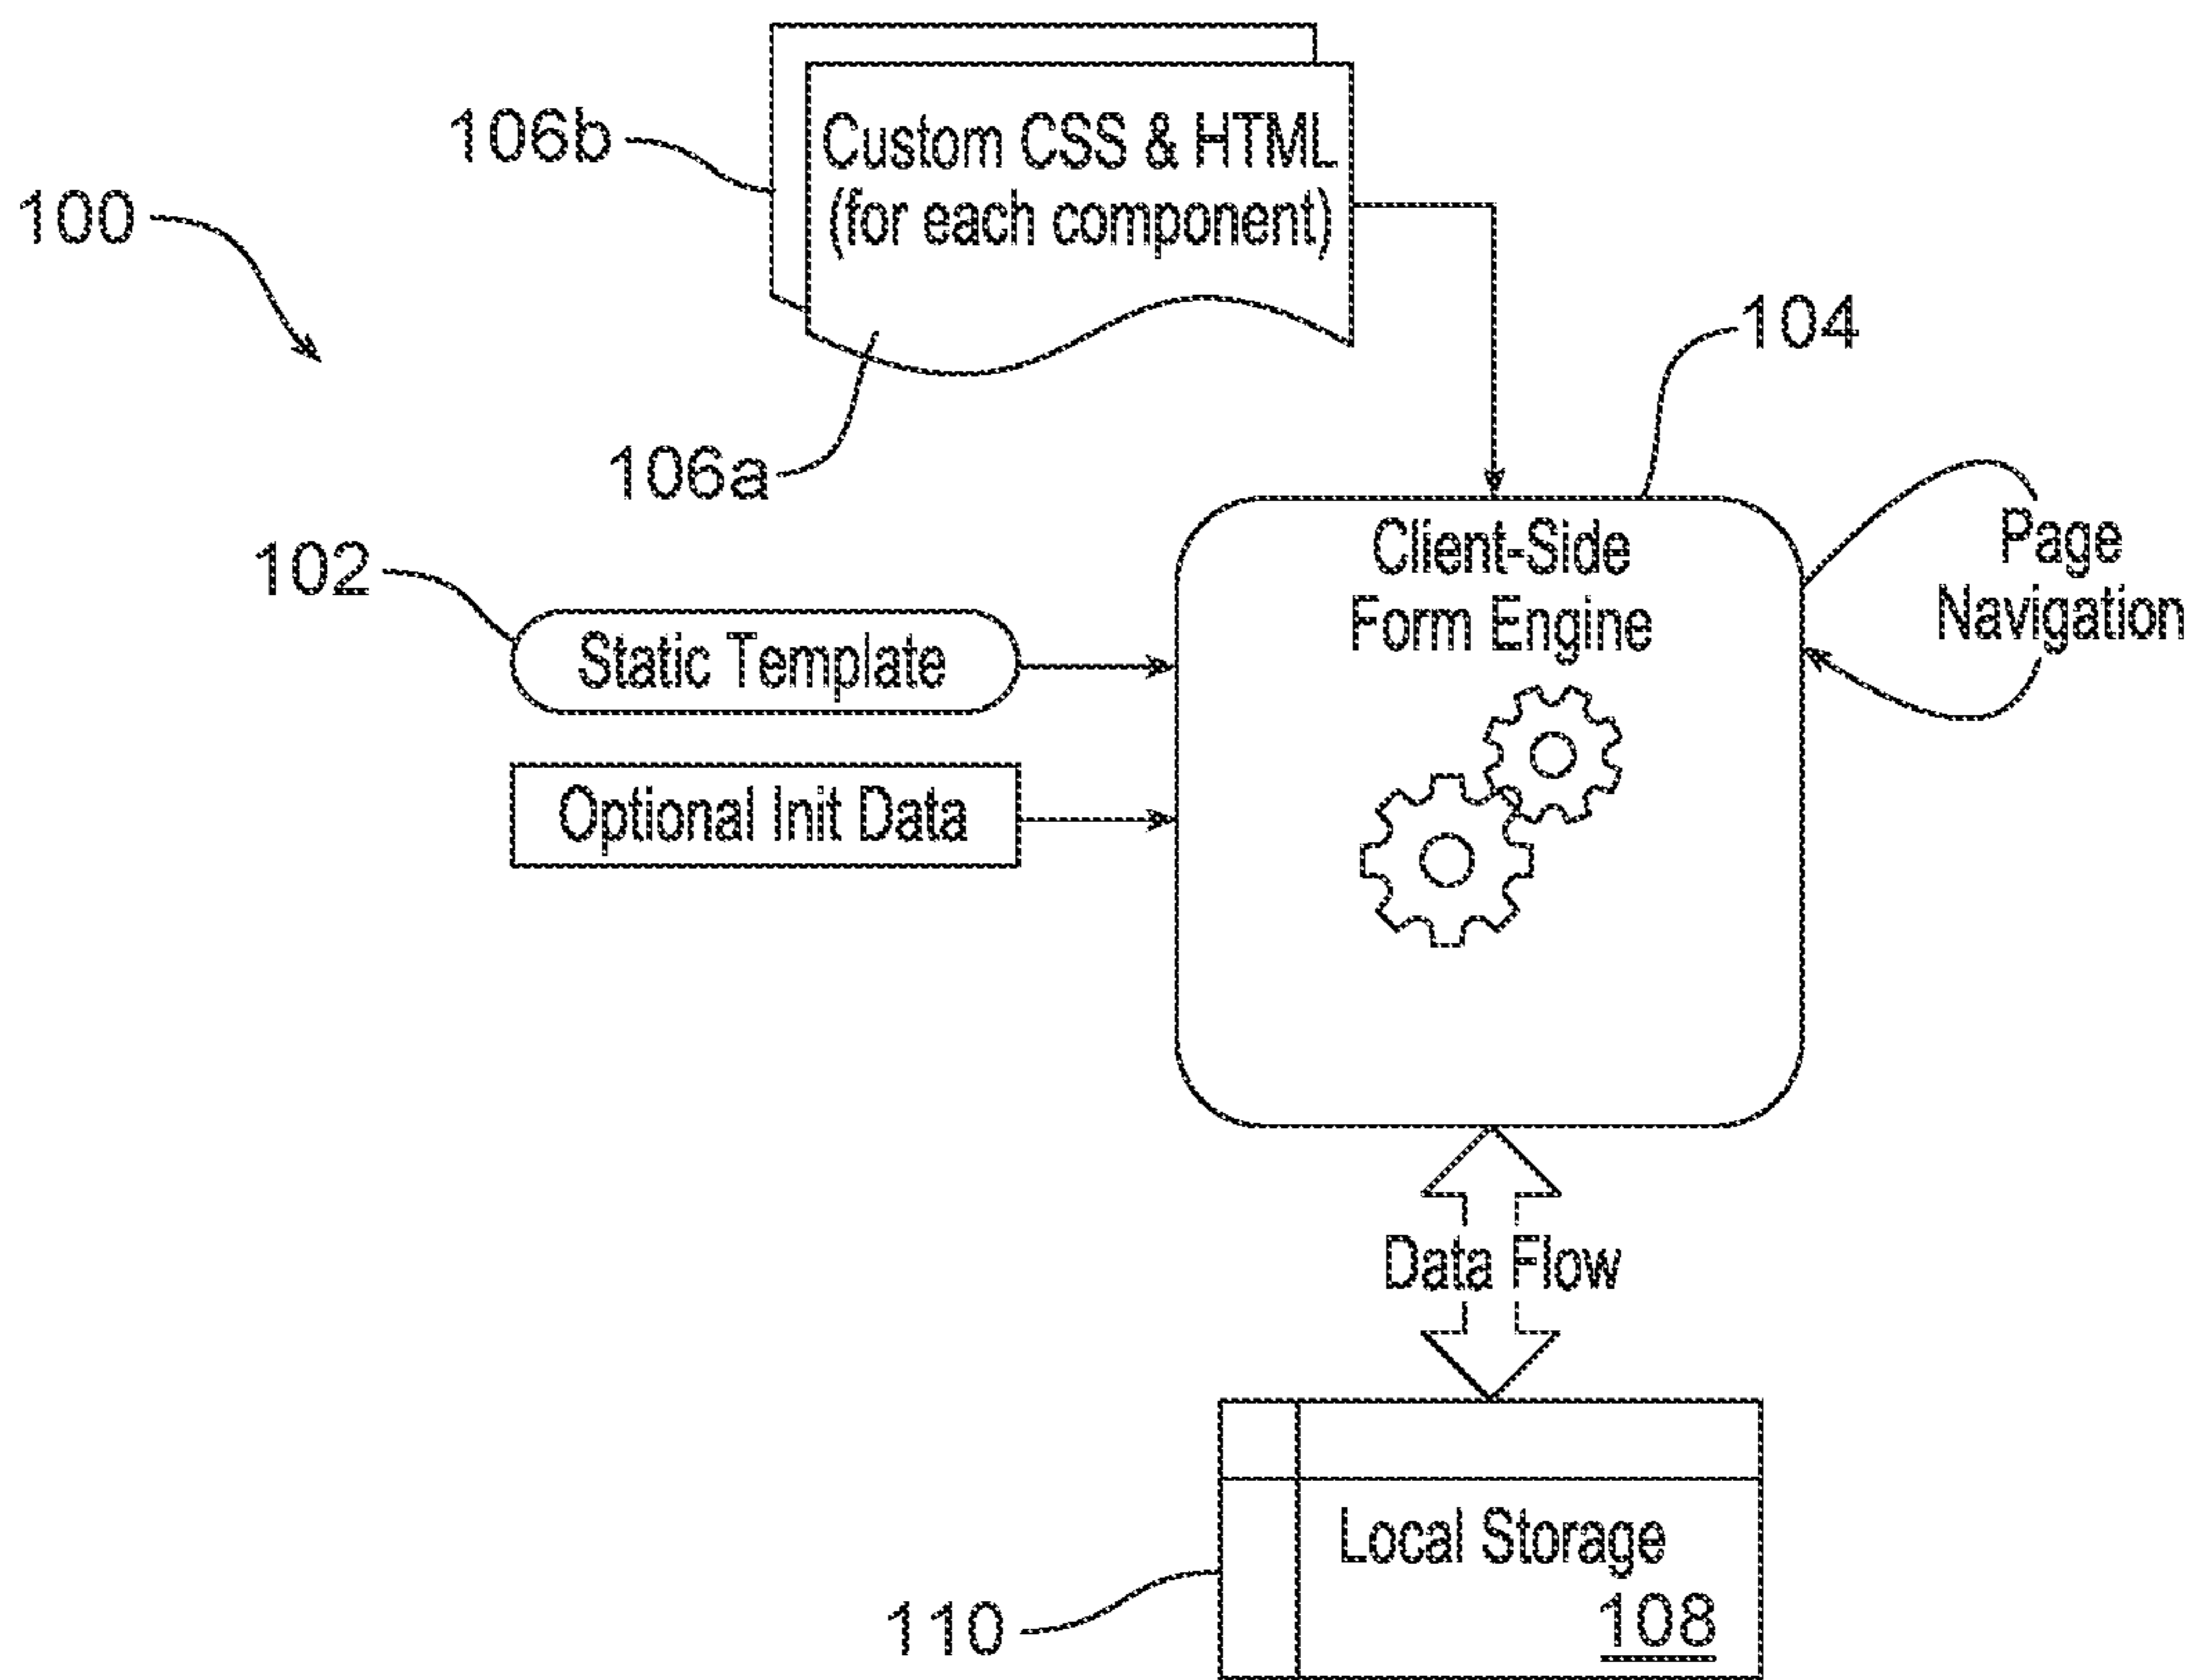 106b
Custom CSS & HTML
(for each component)
100
104
106a
102
Client-Side
Form Engine
Page
Navigation
Static Template
Optional Init Data
Data Flow
Local Storage
108
110